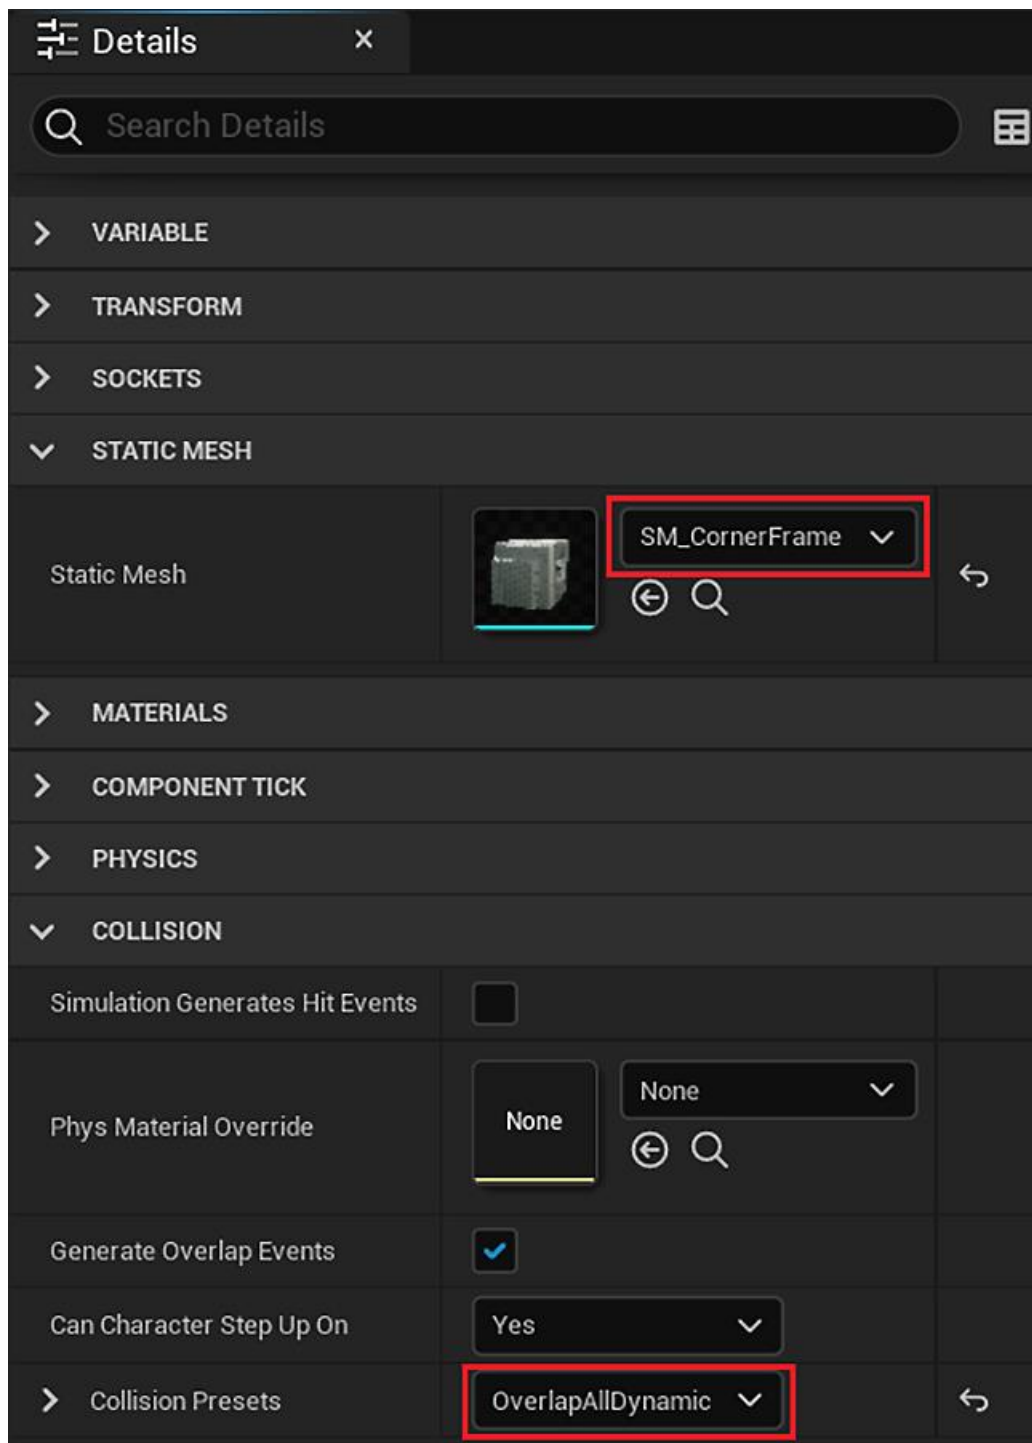 Details
Search Details
VARIABLE
TRANSFORM
SOCKETS
STATIC MESH
Static Mesh
SM_CornerFrame
MATERIALS
COMPONENT TICK
PHYSICS
COLLISION
Simulation Generates Hit Events
Phys Material Override
None
None
Generate Overlap Events
Can Character Step Up On
Yes
Collision Presets
OverlapAllDynamic